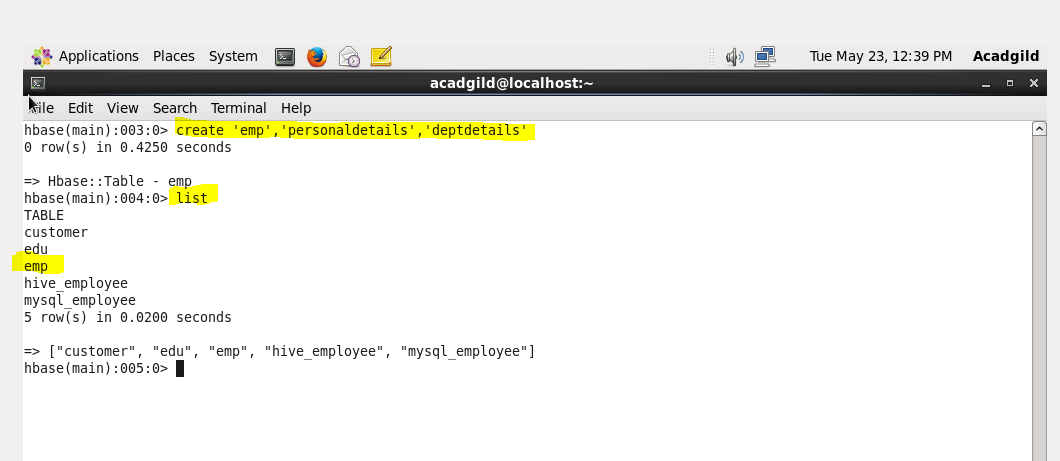 Applications Places System Tue May 23, 12:39 PM Acadgild
acadgild@localhost:~
File Edit View Search Terminal Help
hbase(main):003:0> create 'emp','personaldetails','deptdetails'
0 row(s) in 0.4250 seconds
=> Hbase::Table - emp
hbase(main):004:0> list
TABLE
customer
edu
emp
hive_employee
mysql_employee
5 row(s) in 0.0200 seconds
=> ["customer", "edu", "emp", "hive_employee", "mysql_employee"]
hbase(main):005:0>